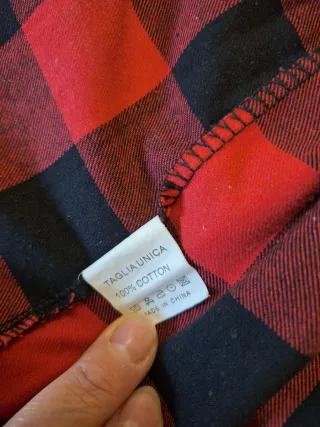 TAGLIA UNICA
100% COTTON
MADE IN CHINA